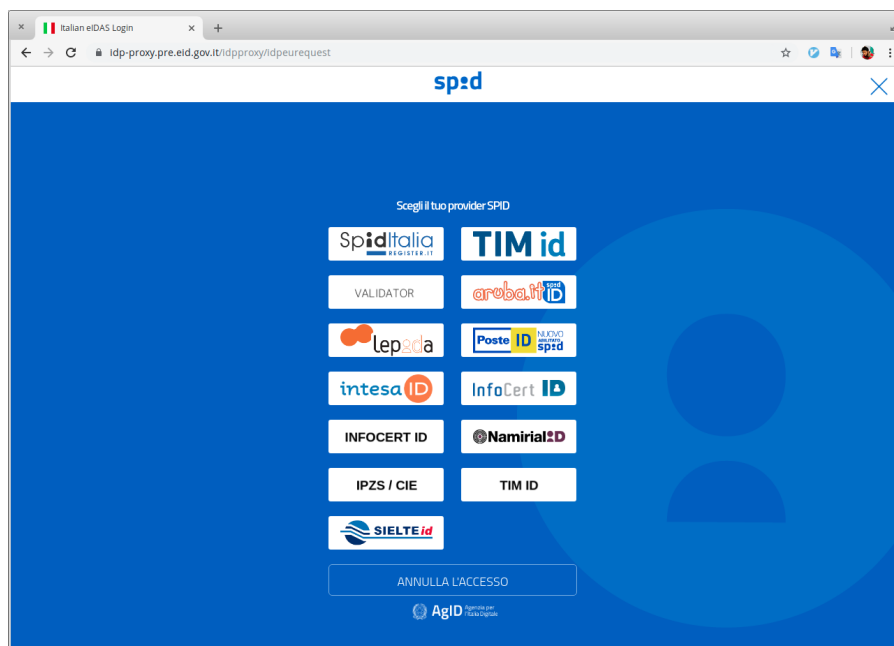 Italian eIDAS Login
idp-proxy.pre.eid.gov.it/idpproxy/idpeurequest
spid
Scegli il tuo provider SPID
SpidItalia
REGISTER.IT
TIM id
VALIDATOR
aruba.it spid ID
lepida
Poste ID NUOVO ABILITATO spid
intesa ID
InfoCert ID
INFOCERT ID
Namirial ID
IPZS / CIE
TIM ID
SIELTE id
ANNULLA L'ACCESSO
AgID Agenzia per l'Italia Digitale